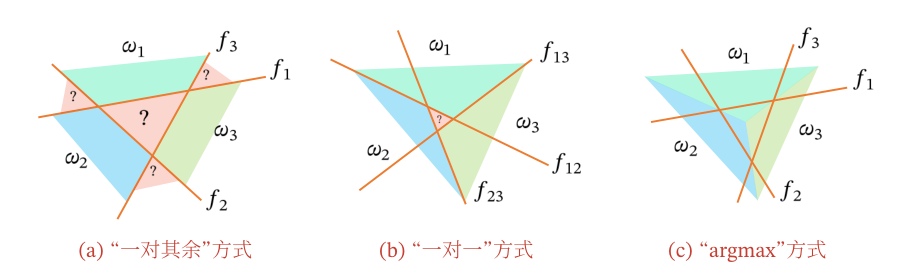 ω₁
f₃
f₁
?
?
?
?
ω₂
ω₃
f₂
(a) “一对其余”方式
ω₁
f₁₃
?
ω₂
ω₃
f₁₂
f₂₃
(b) “一对一”方式
ω₁
f₃
f₁
ω₂
ω₃
f₂
(c) “argmax”方式